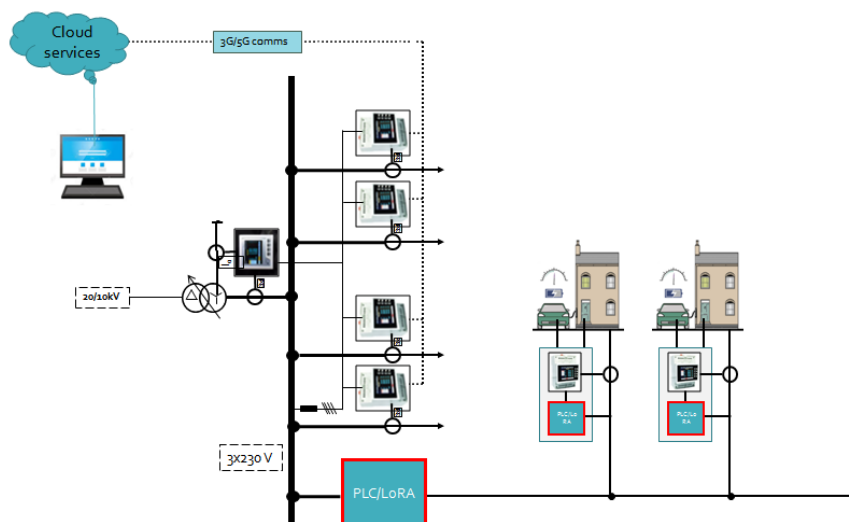 Cloud
services
3G/5G comms
20/10kV
3x230 V
PLC/LoRA
PLC/Lo
RA
PLC/Lo
RA